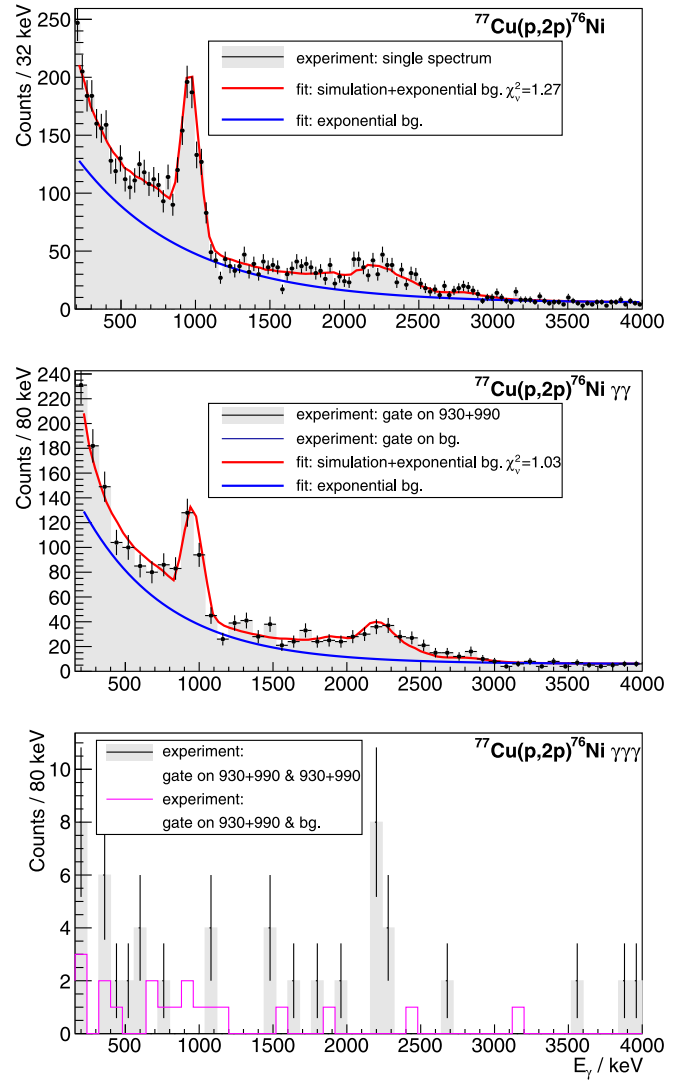 ⁷⁷Cu(p,2p)⁷⁶Ni
Counts / 32 keV
experiment: single spectrum
fit: simulation+exponential bg. χ²ᵥ=1.27
fit: exponential bg.
250
200
150
100
50
0
500 1000 1500 2000 2500 3000 3500 4000
⁷⁷Cu(p,2p)⁷⁶Ni γγ
Counts / 80 keV
experiment: gate on 930+990
experiment: gate on bg.
fit: simulation+exponential bg. χ²ᵥ=1.03
fit: exponential bg.
240
220
200
180
160
140
120
100
80
60
40
20
0
500 1000 1500 2000 2500 3000 3500 4000
⁷⁷Cu(p,2p)⁷⁶Ni γγγ
Counts / 80 keV
experiment:
gate on 930+990 & 930+990
experiment:
gate on 930+990 & bg.
10
8
6
4
2
0
500 1000 1500 2000 2500 3000 3500 4000
Eᵧ / keV